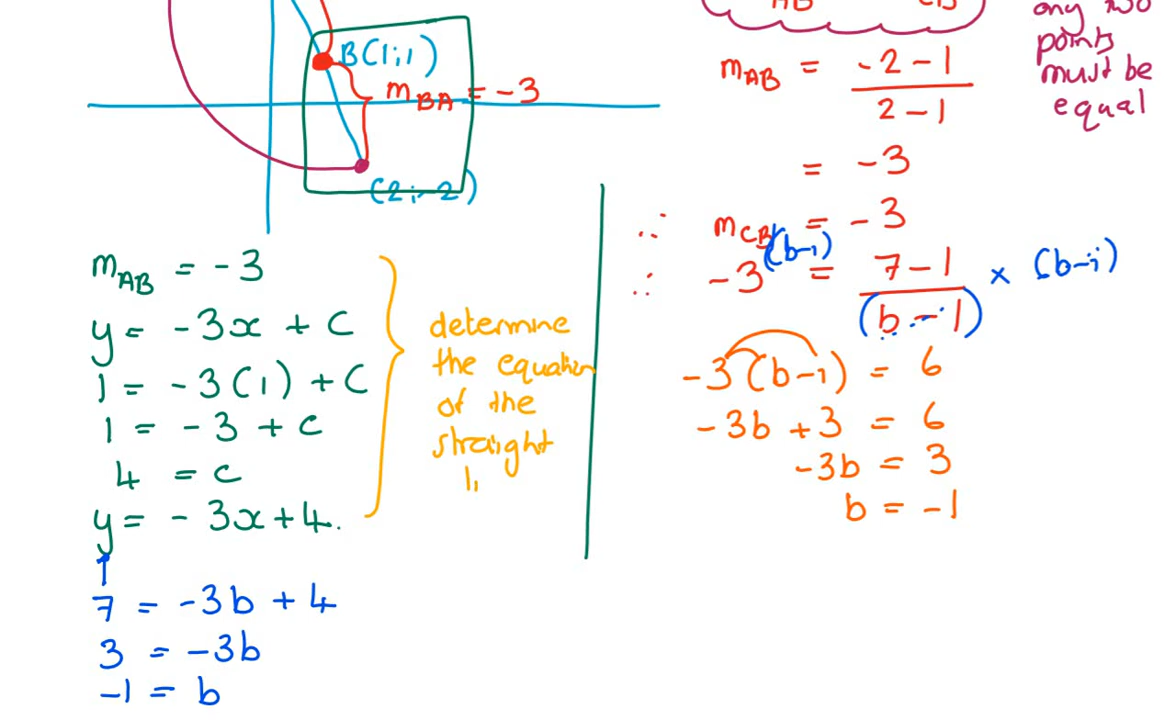 AB CB
any two
points
must be
equal
B(1;1)
m_BA = -3
(2;-2)
m_AB = -2-1 / 2-1
= -3
∴ m_CB = -3
∴ -3(b-1) = 7-1 / (b-1) × (b-1)
-3(b-1) = 6
-3b + 3 = 6
-3b = 3
b = -1
m_AB = -3
y = -3x + c
1 = -3(1) + c
1 = -3 + c
4 = c
y = -3x+4.
determine
the equation
of the
straight
li
7 = -3b + 4
3 = -3b
-1 = b